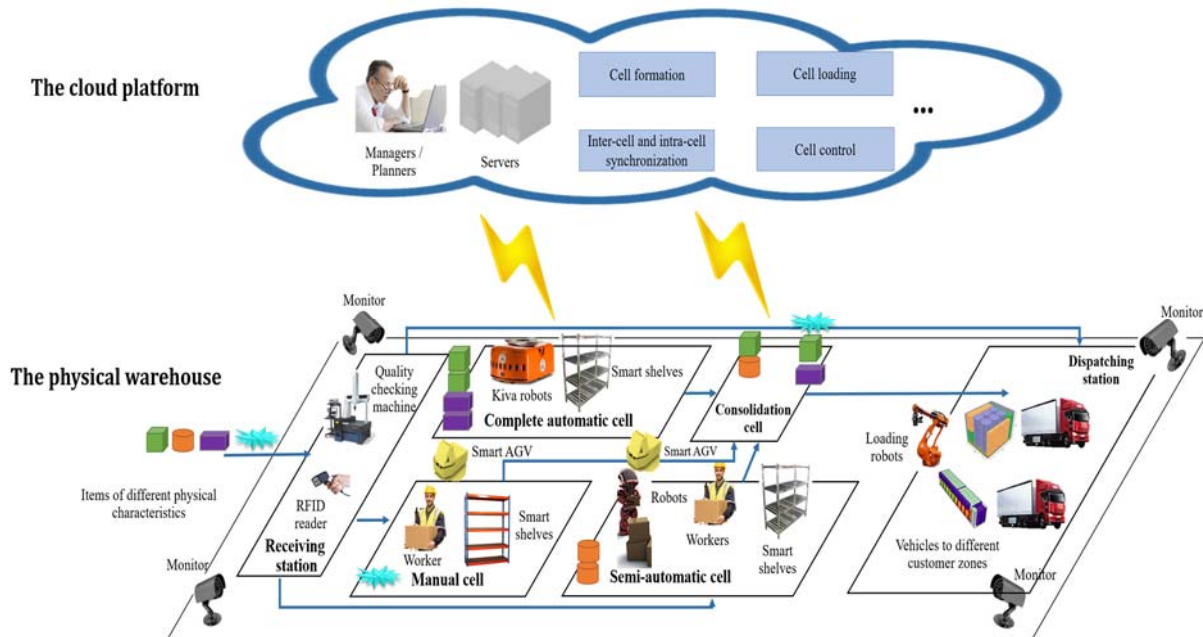 The cloud platform
Managers /
Planners
Servers
Cell formation
Cell loading
...
Inter-cell and intra-cell
synchronization
Cell control
The physical warehouse
Monitor
Monitor
Quality
checking
machine
Kiva robots
Smart shelves
Complete automatic cell
Consolidation
cell
Dispatching
station
Smart AGV
Smart AGV
Loading
robots
Items of different physical
characteristics
RFID
reader
Receiving
station
Worker
Smart
shelves
Manual cell
Robots
Workers
Smart
shelves
Semi-automatic cell
Vehicles to different
customer zones
Monitor
Monitor